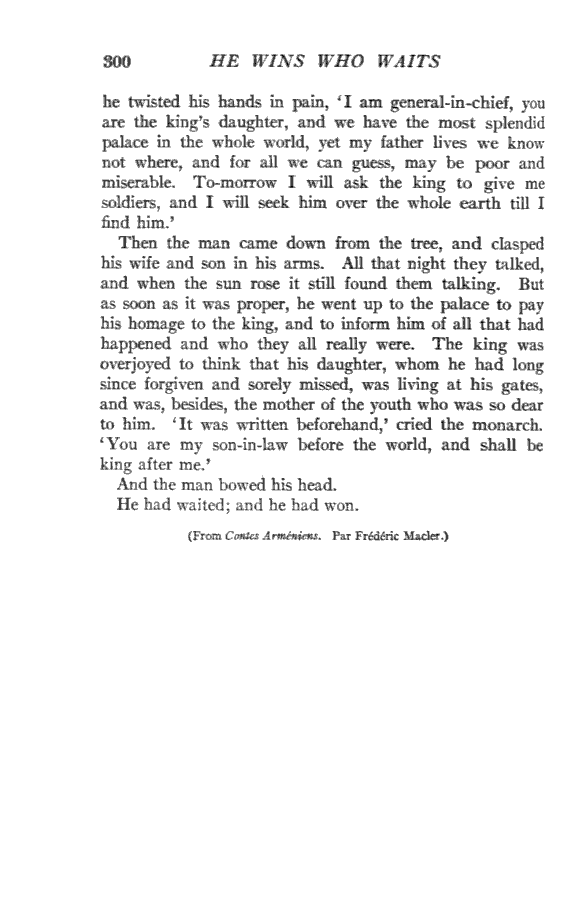 300 HE WINS WHO WAITS
he twisted his hands in pain, ‘I am general-in-chief, you
are the king’s daughter, and we have the most splendid
palace in the whole world, yet my father lives we know
not where, and for all we can guess, may be poor and
miserable. To-morrow I will ask the king to give me
soldiers, and I will seek him over the whole earth till I
find him.’
Then the man came down from the tree, and clasped
his wife and son in his arms. All that night they talked,
and when the sun rose it still found them talking. But
as soon as it was proper, he went up to the palace to pay
his homage to the king, and to inform him of all that had
happened and who they all really were. The king was
overjoyed to think that his daughter, whom he had long
since forgiven and sorely missed, was living at his gates,
and was, besides, the mother of the youth who was so dear
to him. ‘It was written beforehand,’ cried the monarch.
‘You are my son-in-law before the world, and shall be
king after me.’
And the man bowed his head.
He had waited; and he had won.
(From Contes Arméniens. Par Frédéric Macler.)